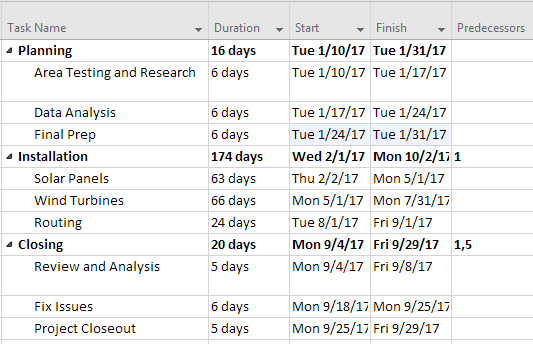 Task Name Duration Start Finish Predecessors
Planning 16 days Tue 1/10/17 Tue 1/31/17
Area Testing and Research 6 days Tue 1/10/17 Tue 1/17/17
Data Analysis 6 days Tue 1/17/17 Tue 1/24/17
Final Prep 6 days Tue 1/24/17 Tue 1/31/17
Installation 174 days Wed 2/1/17 Mon 10/2/17 1
Solar Panels 63 days Thu 2/2/17 Mon 5/1/17
Wind Turbines 66 days Mon 5/1/17 Mon 7/31/17
Routing 24 days Tue 8/1/17 Fri 9/1/17
Closing 20 days Mon 9/4/17 Fri 9/29/17 1,5
Review and Analysis 5 days Mon 9/4/17 Fri 9/8/17
Fix Issues 6 days Mon 9/18/17 Mon 9/25/17
Project Closeout 5 days Mon 9/25/17 Fri 9/29/17